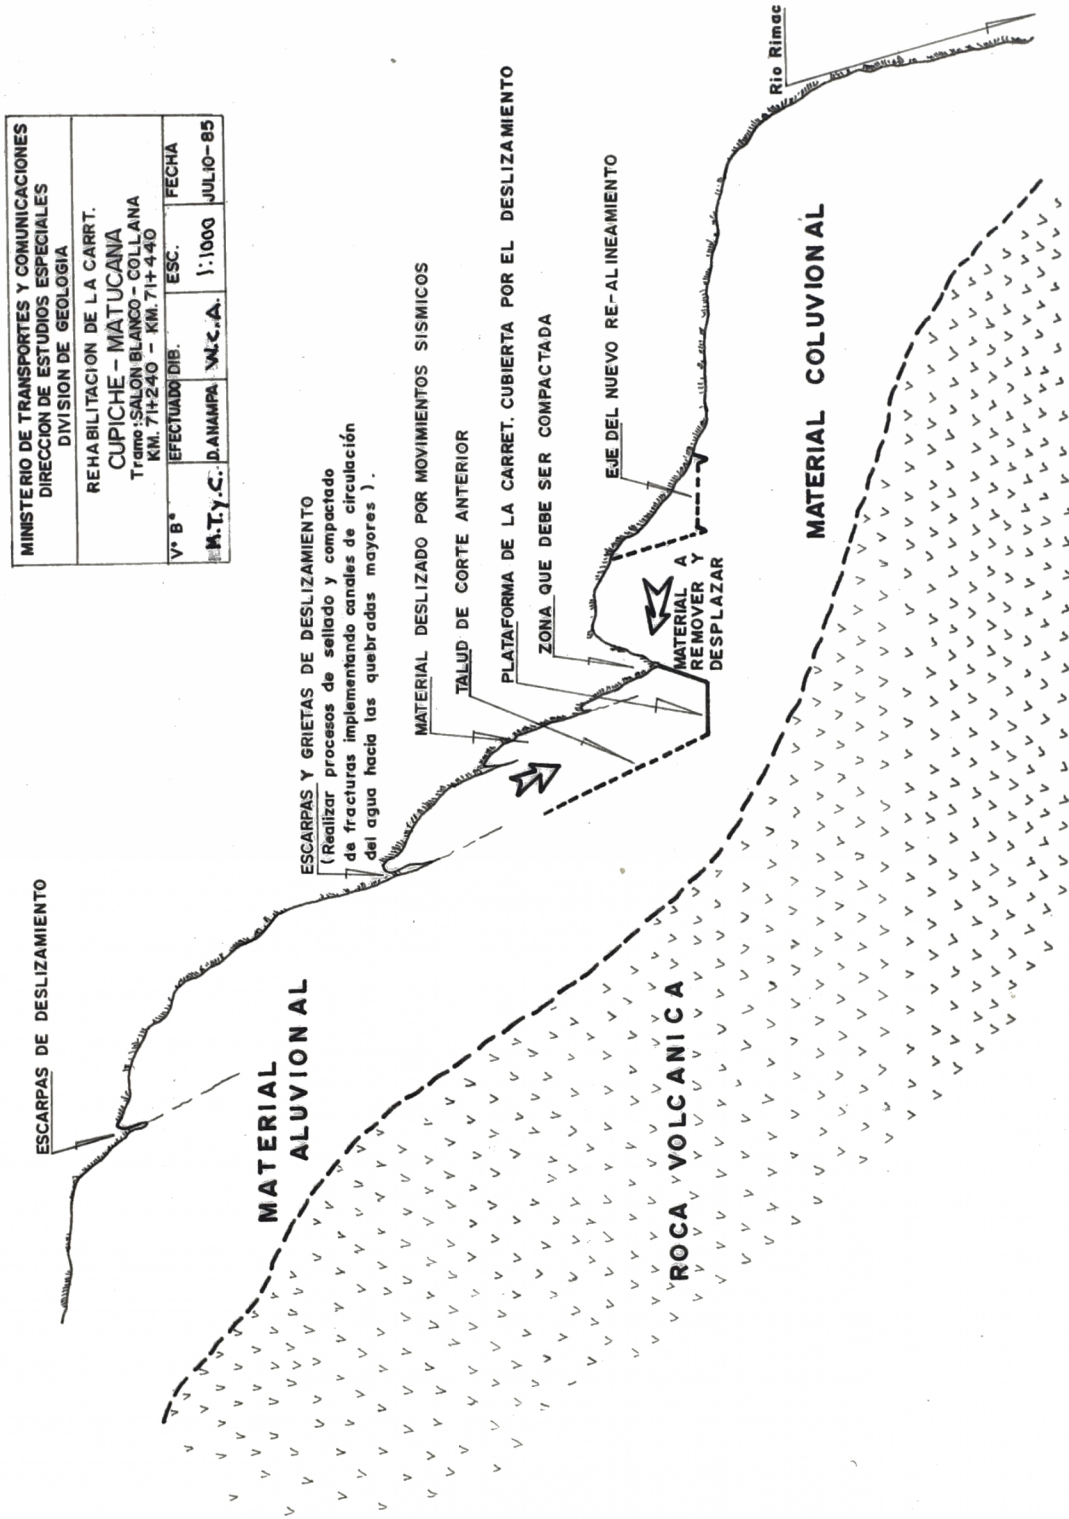 MINISTERIO DE TRANSPORTES Y COMUNICACIONES
DIRECCION DE ESTUDIOS ESPECIALES
DIVISION DE GEOLOGIA
REHABILITACION DE LA CARRT.
CUPICHE - MATUCANA
Tramo: SALON BLANCO - COLLANA
KM. 71+240 - KM. 71+440
V° B° EFECTUADO DIB. ESC. FECHA
M.T.y.C. D.ANAMPA W.C.A. 1:1000 JULIO-85
ESCARPAS DE DESLIZAMIENTO
ESCARPAS Y GRIETAS DE DESLIZAMIENTO
(Realizar procesos de sellado y compactado
de fracturas implementando canales de circulación
del agua hacia las quebradas mayores ).
MATERIAL DESLIZADO POR MOVIMIENTOS SISMICOS
TALUD DE CORTE ANTERIOR
PLATAFORMA DE LA CARRET. CUBIERTA POR EL DESLIZAMIENTO
ZONA QUE DEBE SER COMPACTADA
EJE DEL NUEVO RE-ALINEAMIENTO
Rio Rimac
MATERIAL A
REMOVER Y
DESPLAZAR
MATERIAL
ALUVIONAL
MATERIAL COLUVIONAL
ROCA VOLCANICA